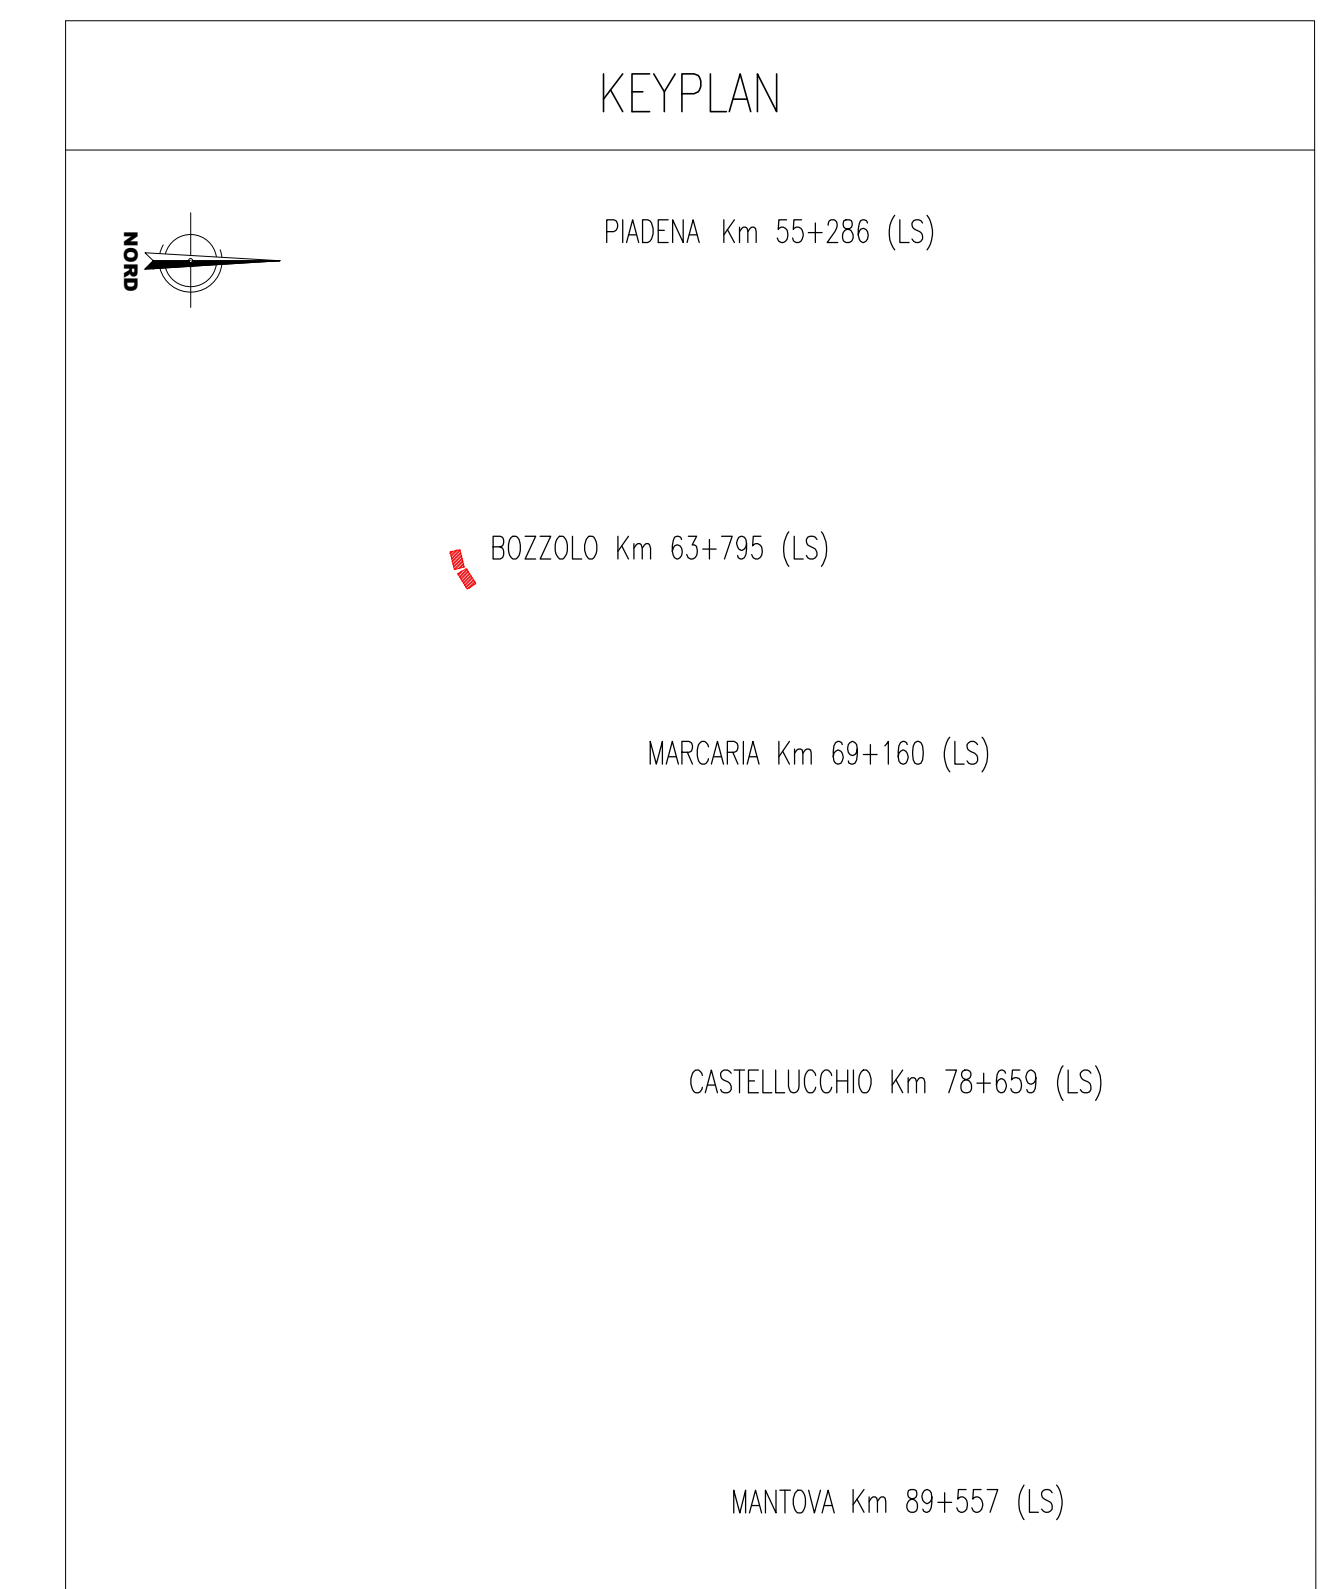 KEYPLAN
NORD
PIADENA Km 55+286 (LS)
BOZZOLO Km 63+795 (LS)
MARCARIA Km 69+160 (LS)
CASTELLUCCHIO Km 78+659 (LS)
MANTOVA Km 89+557 (LS)